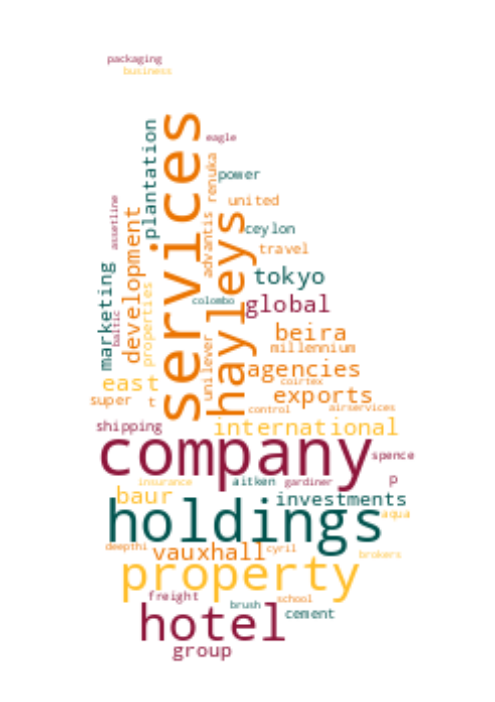 packaging
business
services
plantation
eagle
renuka
power
assetline
united
development
hayleys
advantis
ceylon
travel
marketing
baltic
properties
tokyo
colombo
global
beira
unilever
millennium
agencies
east
coirtex
exports
super
t
control
airservices
shipping
international
company
spence
insurance
aitken
gardiner
p
baur
investments
holdings
aqua
deepthi
vauxhall
cyril
brokers
property
freight
brush
school
hotel
cement
group